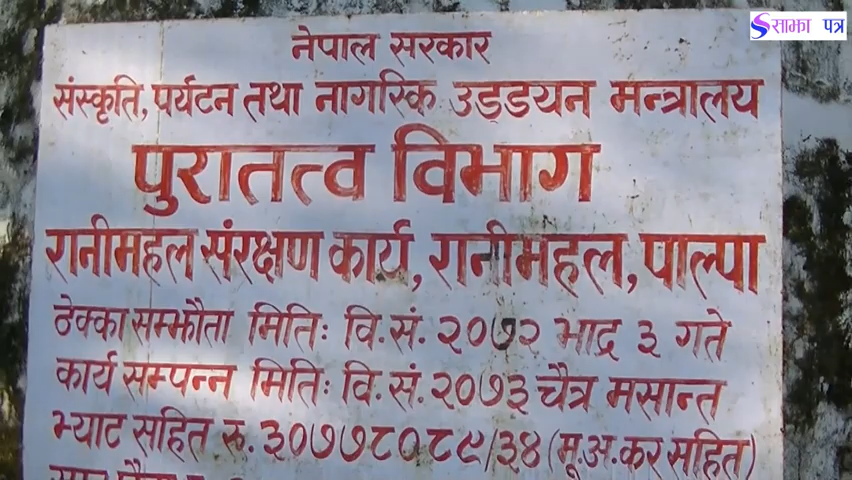 साझा पत्र
नेपाल सरकार
संस्कृति, पर्यटन तथा नागरिक उड्डयन मन्त्रालय
पुरातत्व विभाग
रानीमहल संरक्षण कार्य, रानीमहल, पाल्पा
ठेक्का सम्झौता मितिः वि.सं. २०७२ भाद्र ३ गते
कार्य सम्पन्न मितिः वि.सं. २०७३ चैत्र मसान्त
भ्याट सहित रु. ३०७७८०८९/३४ (मू.अ.कर सहित)